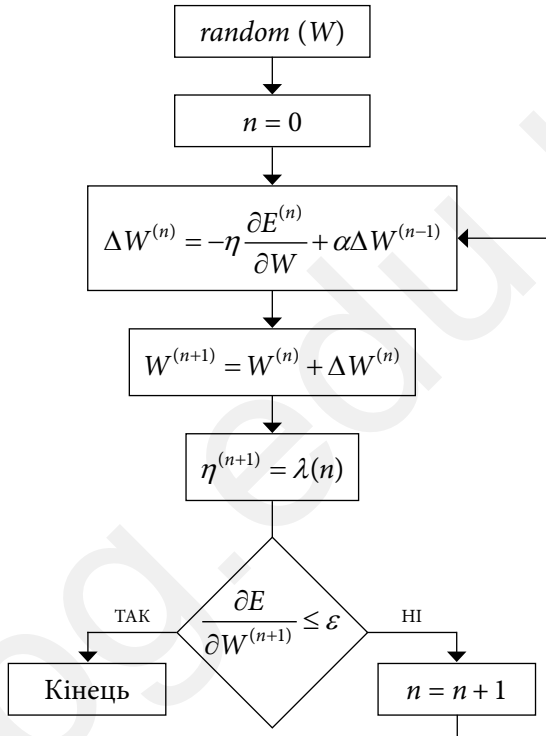 random (W)
n = 0
ΔW⁽ⁿ⁾ = −η ∂E⁽ⁿ⁾/∂W + αΔW⁽ⁿ⁻¹⁾
W⁽ⁿ⁺¹⁾ = W⁽ⁿ⁾ + ΔW⁽ⁿ⁾
η⁽ⁿ⁺¹⁾ = λ(n)
ТАК
∂E/∂W⁽ⁿ⁺¹⁾ ≤ ε
НІ
Кінець
n = n + 1